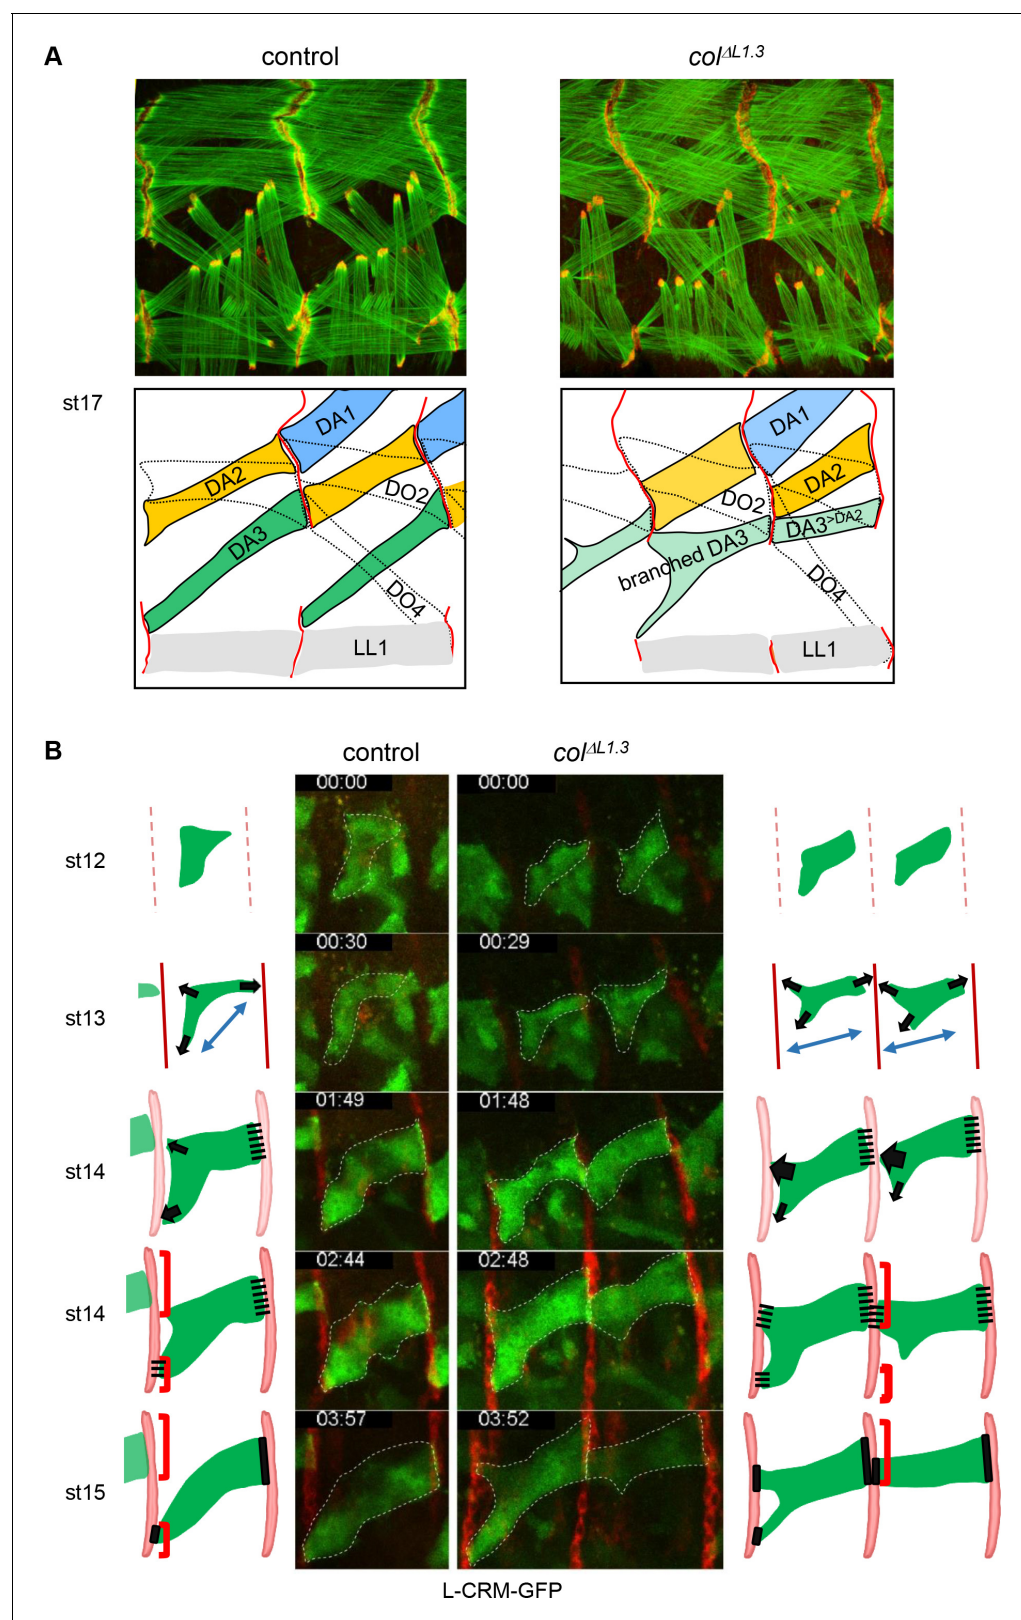 A
control
col^ΔL1.3
st17
DA1
DA2
DO2
DA3
DO4
LL1
DA1
DA2
DO2
DA3>DA2
branched DA3
DO4
LL1
B
control
col^ΔL1.3
00:00
00:00
st12
00:30
00:29
st13
01:49
01:48
st14
02:44
02:48
st14
03:57
03:52
st15
L-CRM-GFP